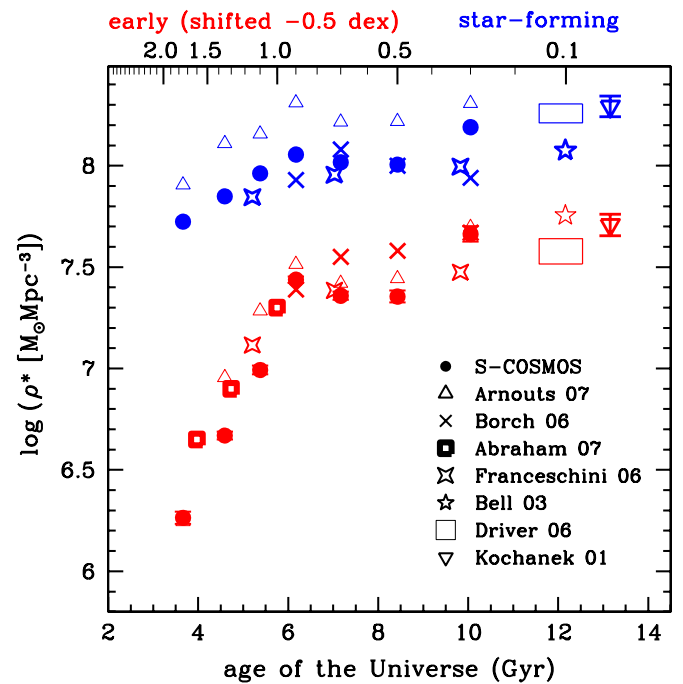 early (shifted −0.5 dex) star−forming
2.0 1.5 1.0 0.5 0.1
8
7.5
7
6.5
6
log (ρ* [M☉Mpc⁻³])
S−COSMOS
Arnouts 07
Borch 06
Abraham 07
Franceschini 06
Bell 03
Driver 06
Kochanek 01
2 4 6 8 10 12 14
age of the Universe (Gyr)